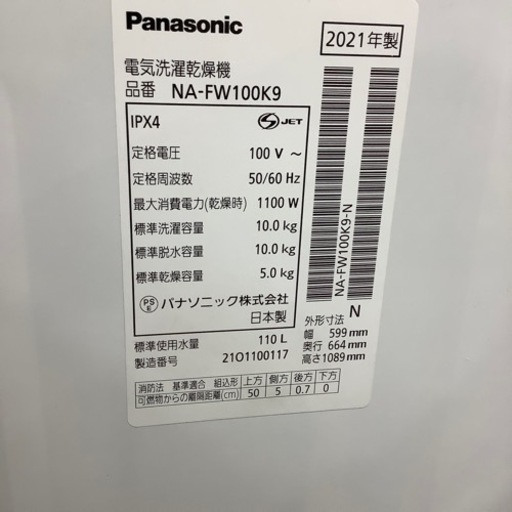 Panasonic
2021年製
電気洗濯乾燥機
品番 NA-FW100K9
IPX4 JET
定格電圧 100 V ～
定格周波数 50/60 Hz
最大消費電力(乾燥時) 1100 W
標準洗濯容量 10.0 kg
標準脱水容量 10.0 kg
標準乾燥容量 5.0 kg
PS E パナソニック株式会社
日本製
標準使用水量 110 L
製造番号 21O1100117
NA-FW100K9-N
N
外形寸法
幅 599 mm
奥行 664 mm
高さ1089 mm
消防法 基準適合 組込形 上方 側方 後方 下方
可燃物からの離隔距離(cm) 50 5 0.7 0